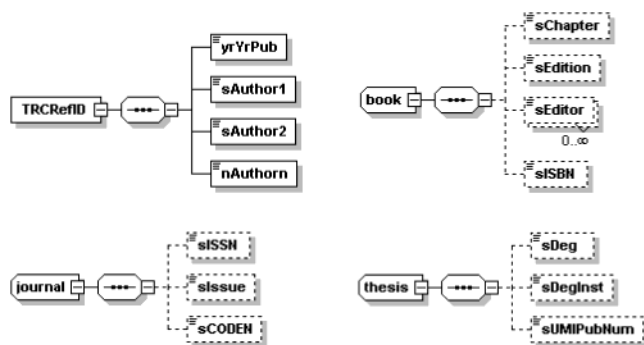 TRCRefID
yrYrPub
sAuthor1
sAuthor2
nAuthorn
book
sChapter
sEdition
sEditor
0..∞
sISBN
journal
sISSN
sIssue
sCODEN
thesis
sDeg
sDegInst
sUMIPubNum